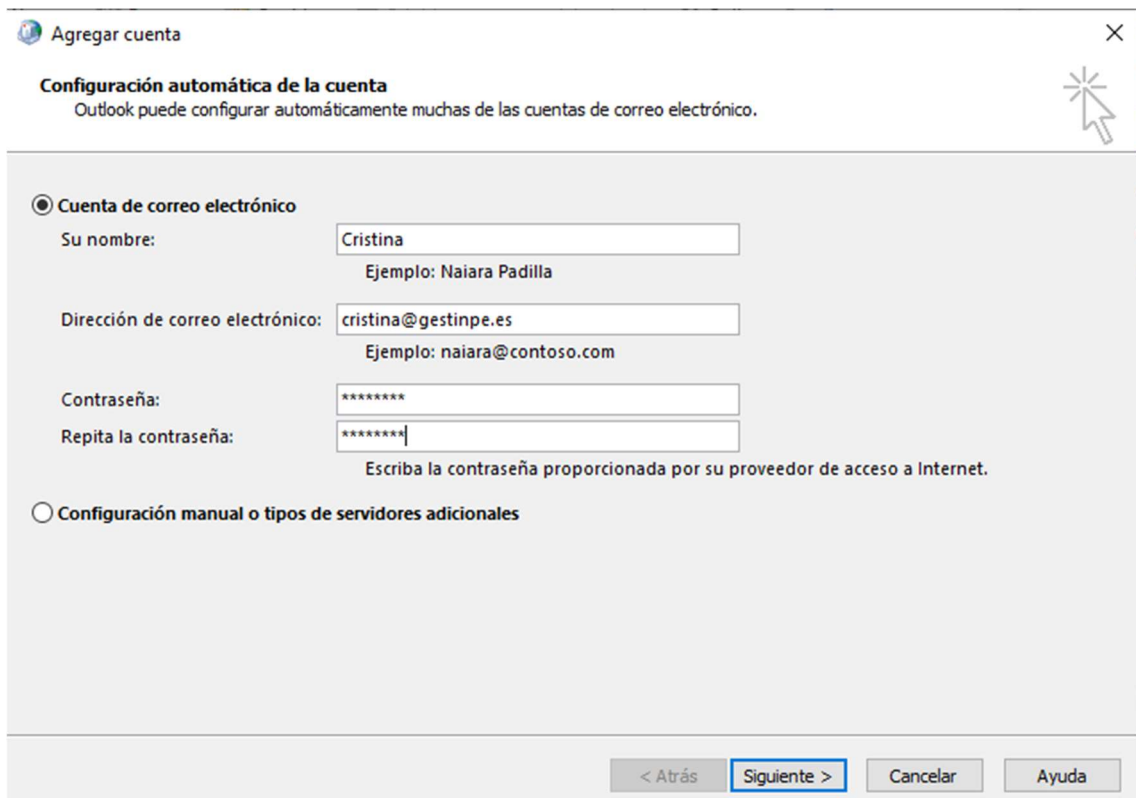 Agregar cuenta
Configuración automática de la cuenta
Outlook puede configurar automáticamente muchas de las cuentas de correo electrónico.
Cuenta de correo electrónico
Su nombre: Cristina
Ejemplo: Naiara Padilla
Dirección de correo electrónico: cristina@gestinpe.es
Ejemplo: naiara@contoso.com
Contraseña: ********
Repita la contraseña: ********
Escriba la contraseña proporcionada por su proveedor de acceso a Internet.
Configuración manual o tipos de servidores adicionales
< Atrás Siguiente > Cancelar Ayuda